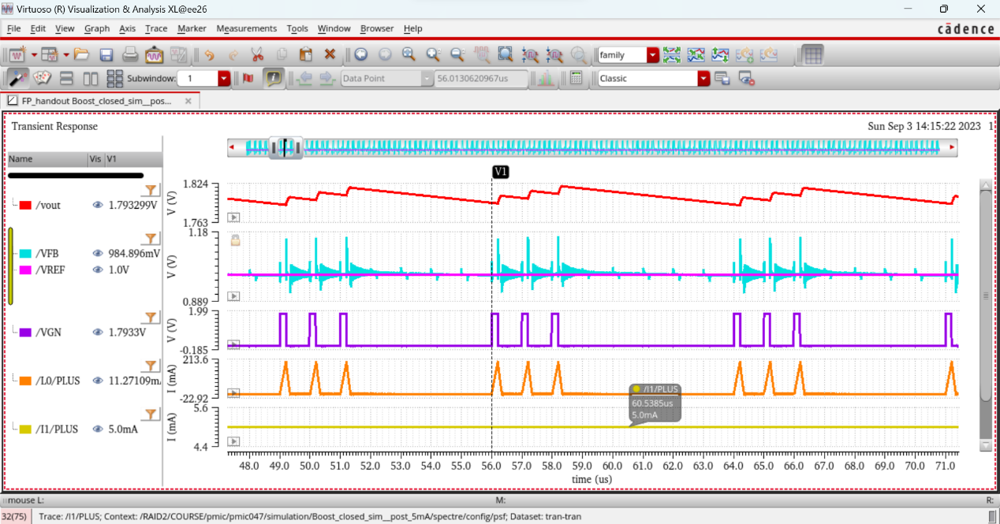 Virtuoso (R) Visualization & Analysis XL@ee26
File Edit View Graph Axis Trace Marker Measurements Tools Window Browser Help
cādence
family
Subwindow: 1 Data Point 56.0130620967us Classic
FP_handout Boost_closed_sim__pos...
Transient Response Sun Sep 3 14:15:22 2023 1
Name Vis V1
V1
/vout 1.793299V
V (V) 1.824 1.763
/VFB 984.896mV
/VREF 1.0V
V (V) 1.18 0.889
/VGN 1.7933V
V (V) 1.99 -0.185
/L0/PLUS 11.27109m
I (mA) 213.6 -22.92
/I1/PLUS 5.0mA
I (mA) 5.6 4.4
/I1/PLUS
60.5385us
5.0mA
48.0 49.0 50.0 51.0 52.0 53.0 54.0 55.0 56.0 57.0 58.0 59.0 60.0 61.0 62.0 63.0 64.0 65.0 66.0 67.0 68.0 69.0 70.0 71.0
time (us)
mouse L: M: R:
32(75) Trace: /I1/PLUS; Context: /RAID2/COURSE/pmic/pmic047/simulation/Boost_closed_sim__post_5mA/spectre/config/psf; Dataset: tran-tran